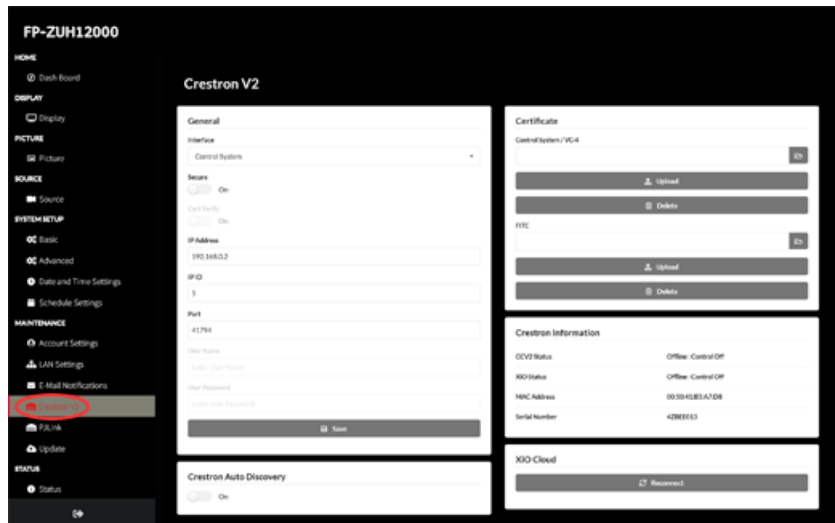 FP-ZUH12000
HOME
Dash Board
DISPLAY
Display
PICTURE
Picture
SOURCE
Source
SYSTEM SETUP
Basic
Advanced
Date and Time Settings
Schedule Settings
MAINTENANCE
Account Settings
LAN Settings
E-Mail Notifications
Crestron V2
PJLink
Update
STATUS
Status
Crestron V2
General
Interface
Control System
Secure
On
Cert Verify
On
IP Address
192.168.0.2
IP ID
5
Port
41794
User Name
Enter User Name
User Password
Enter User Password
Save
Crestron Auto Discovery
On
Certificate
Control System / VC-4
Upload
Delete
Upload
Delete
Crestron Information
CCV2 Status
Offline : Control Off
XiO Status
Offline : Control Off
MAC Address
Serial Number
XiO Cloud
Reconnect